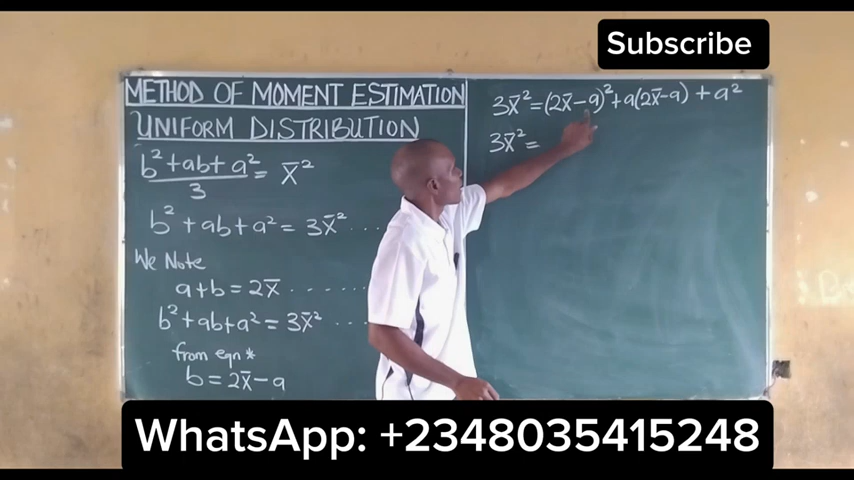 Subscribe
METHOD OF MOMENT ESTIMATION
UNIFORM DISTRIBUTION
b²+ab+a²/3 = x̄²
b²+ab+a² = 3x̄² ....
We Note
a+b = 2x̄ .......
b²+ab+a² = 3x̄² ...
from eqn *
b = 2x̄-a
3x̄² = (2x̄-a)²+a(2x̄-a) + a²
3x̄² =
WhatsApp: +2348035415248